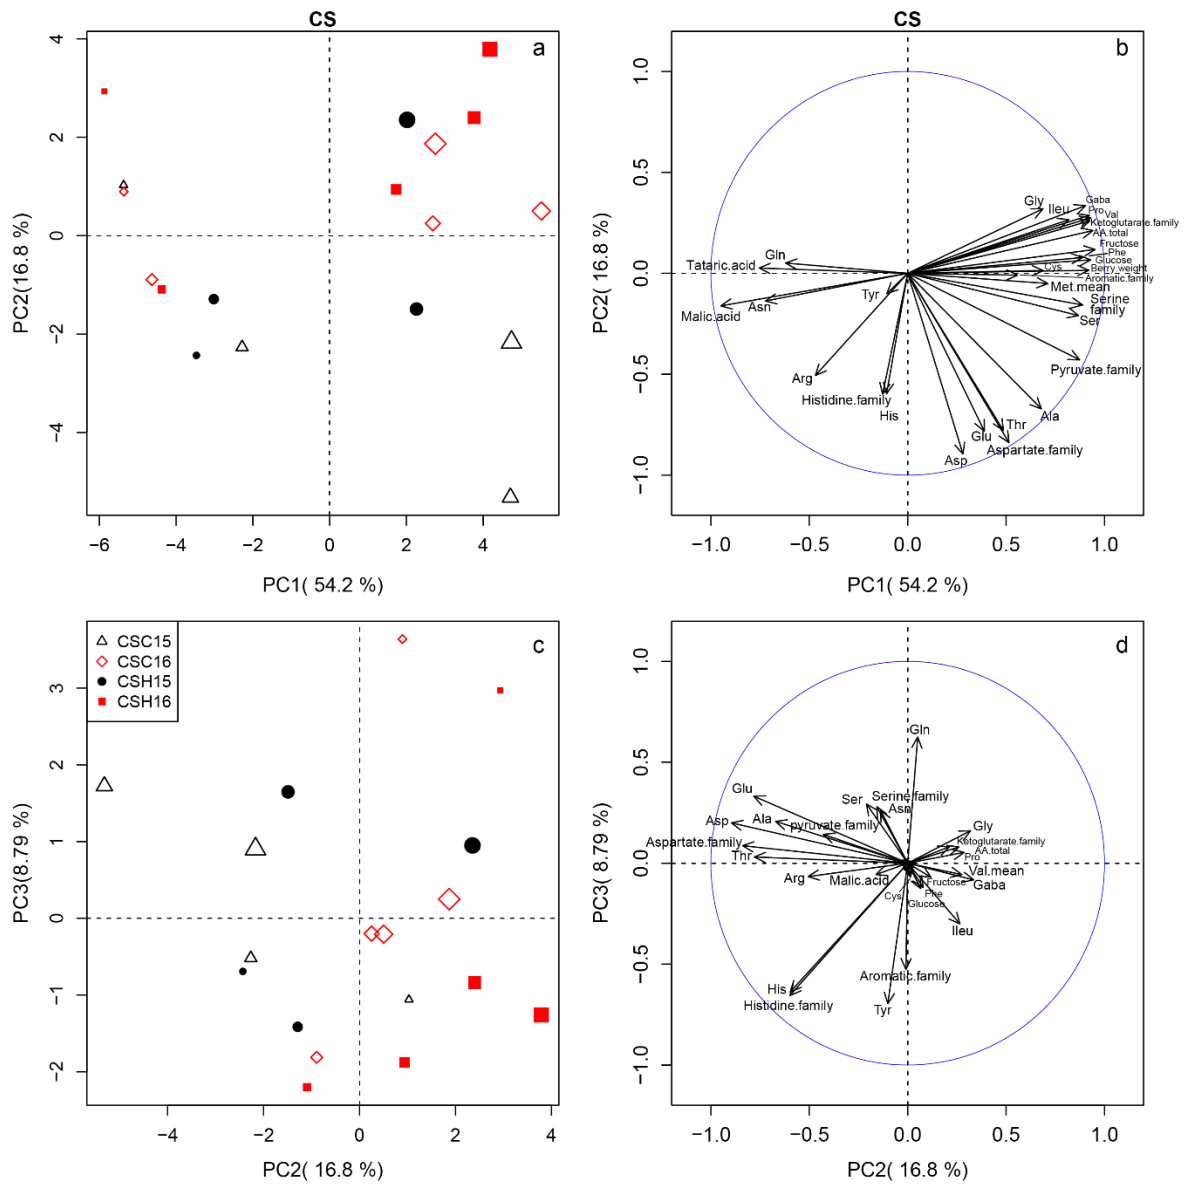 CS
a
4
2
0
−2
−4
PC2(16.8 %)
−6
−4
−2
0
2
4
PC1( 54.2 %)
CS
b
1.0
0.5
0.0
−0.5
−1.0
PC2( 16.8 %)
Gaba
Gly
Ileu
Pro
Val
Ketoglutarate.family
AA.total
Fructose
Phe
Glucose
Cys
Berry.weight
Aromatic.family
Met.mean
Serine
family
Ser
Gln
Tataric.acid
Tyr
Asn
Malic.acid
Pyruvate.family
Arg
Histidine.family
His
Ala
Thr
Glu
Aspartate.family
Asp
−1.0
−0.5
0.0
0.5
1.0
PC1( 54.2 %)
CSC15
CSC16
CSH15
CSH16
c
3
2
1
0
−1
−2
PC3(8.79 %)
−4
−2
0
2
4
PC2( 16.8 %)
d
1.0
0.5
0.0
−0.5
−1.0
PC3( 8.79 %)
Gln
Glu
Ser
Serine.family
Asn
Asp
Ala
pyruvate.family
Gly
Aspartate.family
Ketoglutarate.family
AA.total
Thr
Pro
Arg
Malic.acid
Val.mean
Fructose
Gaba
Cys
Phe
Glucose
Ileu
Aromatic.family
His
Histidine.family
Tyr
−1.0
−0.5
0.0
0.5
1.0
PC2( 16.8 %)